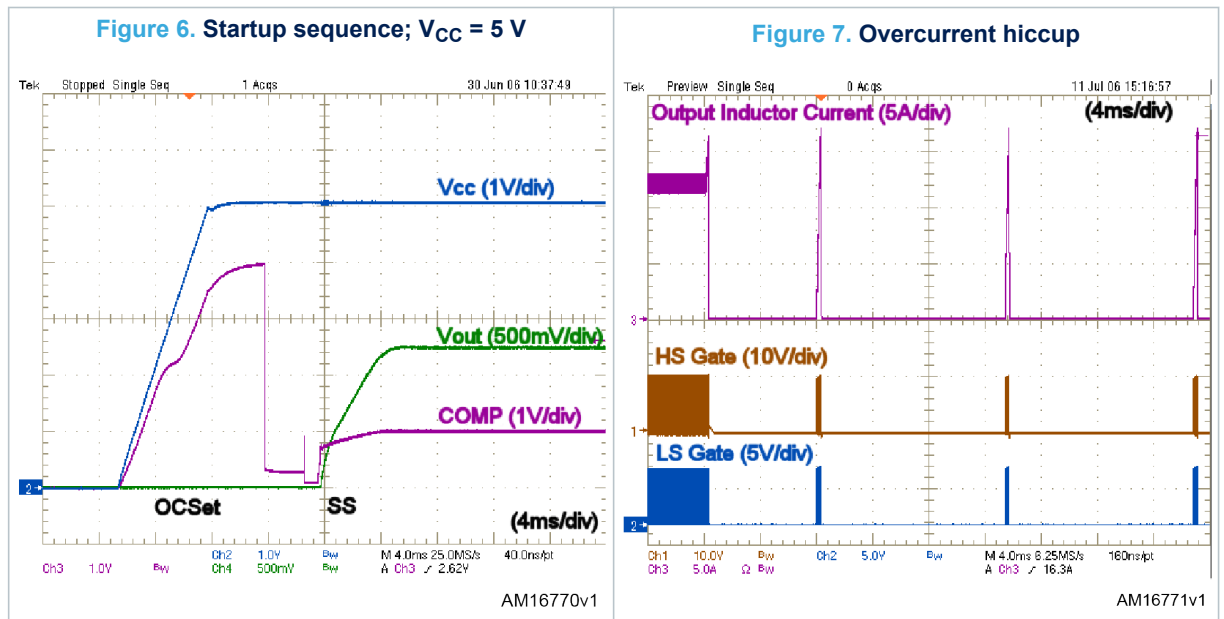 Figure 6. Startup sequence; VCC = 5 V
Tek Stopped Single Seq 1 Acqs 30 Jun 06 10:37:49
Vcc (1V/div)
Vout (500mV/div)
COMP (1V/div)
2
OCSet SS
(4ms/div)
Ch2 1.0V Bw M 4.0ms 25.0MS/s 40.0ns/pt
Ch3 1.0V Bw Ch4 500mV Bw A Ch3 ∕ 2.62V
AM16770v1
Figure 7. Overcurrent hiccup
Tek Preview Single Seq 0 Acqs 11 Jul 06 15:16:57
Output Inductor Current (5A/div) (4ms/div)
3
HS Gate (10V/div)
1
LS Gate (5V/div)
2
Ch1 10.0V Bw Ch2 5.0V Bw M 4.0ms 6.25MS/s 160ns/pt
Ch3 5.0A Ω Bw A Ch3 ∕ 16.3A
AM16771v1